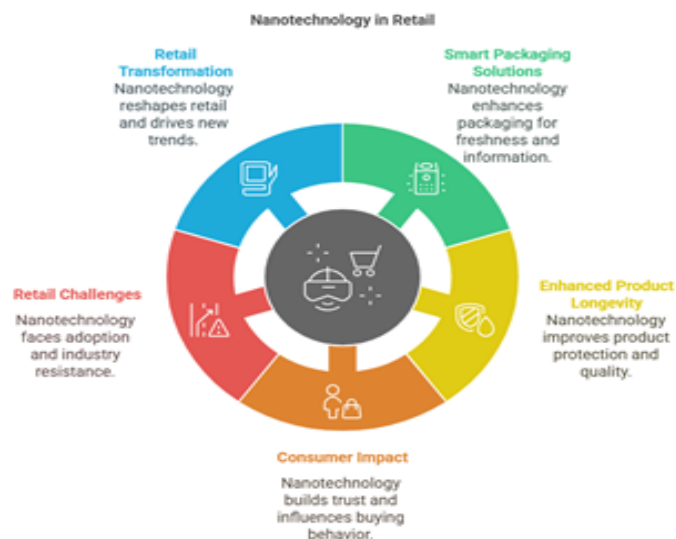 Nanotechnology in Retail
Retail
Transformation
Nanotechnology
reshapes retail
and drives new
trends.
Smart Packaging
Solutions
Nanotechnology
enhances
packaging for
freshness and
information.
Retail Challenges
Nanotechnology
faces adoption
and industry
resistance.
Enhanced Product
Longevity
Nanotechnology
improves product
protection and
quality.
Consumer Impact
Nanotechnology
builds trust and
influences buying
behavior.